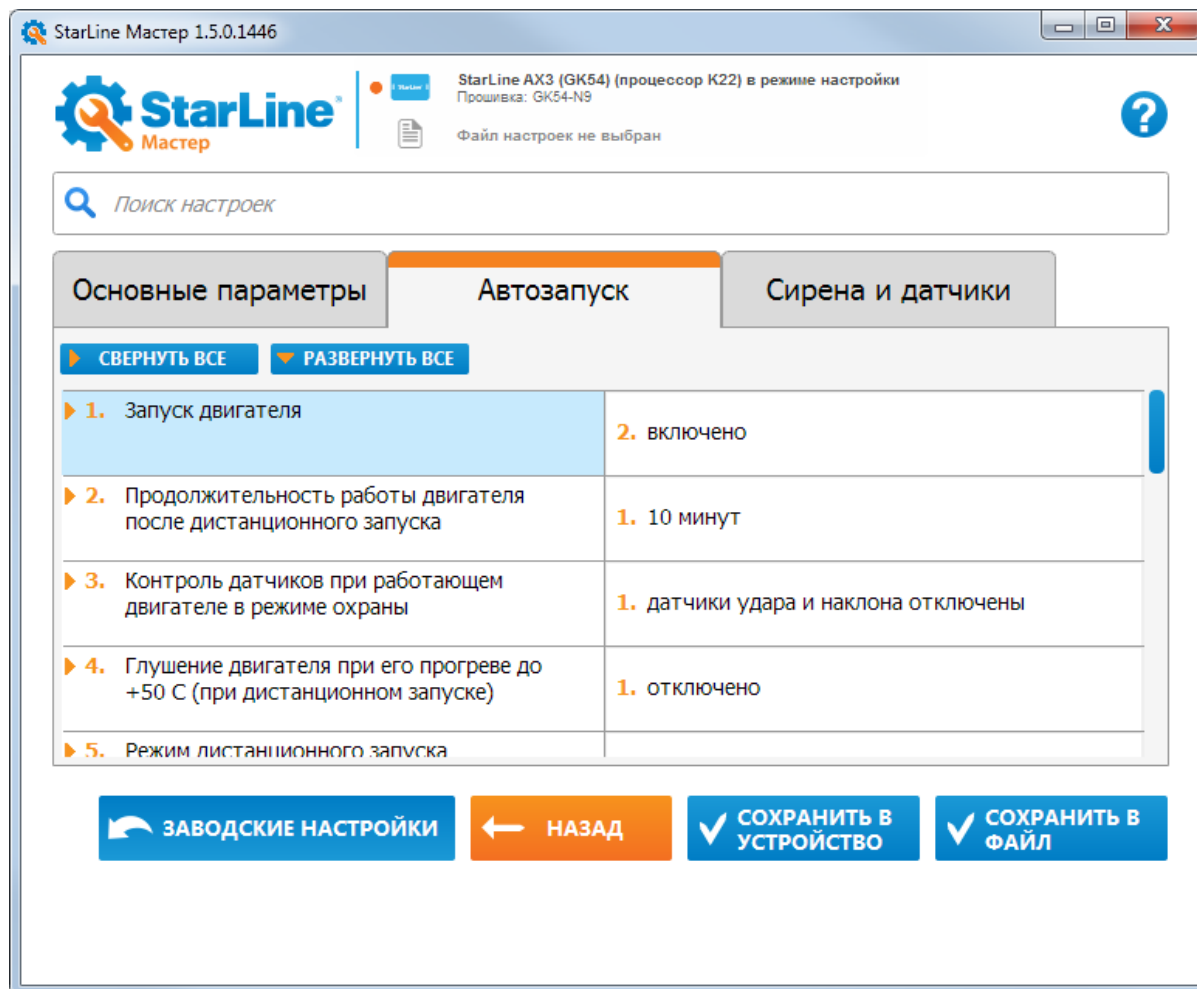 StarLine Мастер 1.5.0.1446
StarLine
Мастер
StarLine AX3 (GK54) (процессор K22) в режиме настройки
Прошивка: GK54-N9
Файл настроек не выбран
?
Поиск настроек
Основные параметры
Автозапуск
Сирена и датчики
СВЕРНУТЬ ВСЕ
РАЗВЕРНУТЬ ВСЕ
1. Запуск двигателя
2. включено
2. Продолжительность работы двигателя
после дистанционного запуска
1. 10 минут
3. Контроль датчиков при работающем
двигателе в режиме охраны
1. датчики удара и наклона отключены
4. Глушение двигателя при его прогреве до
+50 С (при дистанционном запуске)
1. отключено
5. Режим дистанционного запуска
ЗАВОДСКИЕ НАСТРОЙКИ
НАЗАД
СОХРАНИТЬ В
УСТРОЙСТВО
СОХРАНИТЬ В
ФАЙЛ